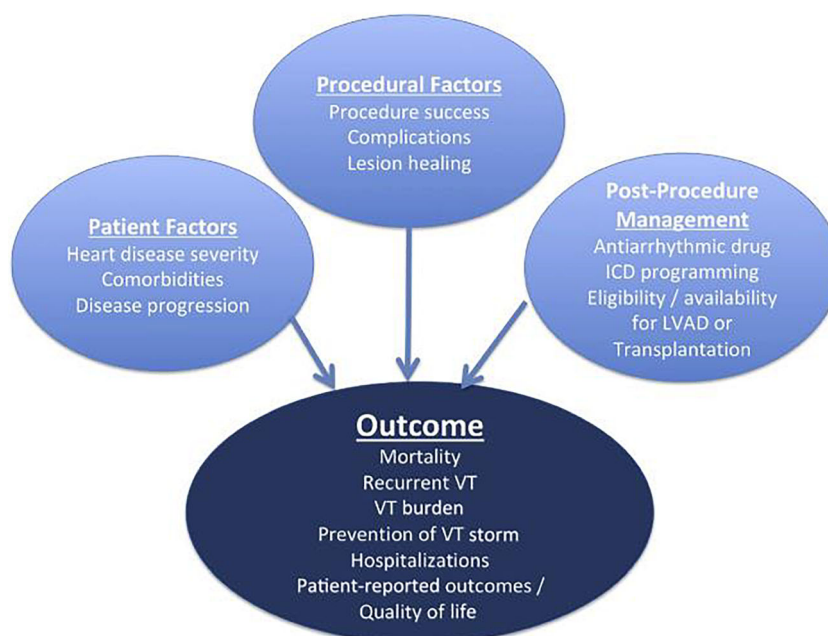 Procedural Factors
Procedure success
Complications
Lesion healing
Patient Factors
Heart disease severity
Comorbidities
Disease progression
Post-Procedure
Management
Antiarrhythmic drug
ICD programming
Eligibility / availability
for LVAD or
Transplantation
Outcome
Mortality
Recurrent VT
VT burden
Prevention of VT storm
Hospitalizations
Patient-reported outcomes /
Quality of life